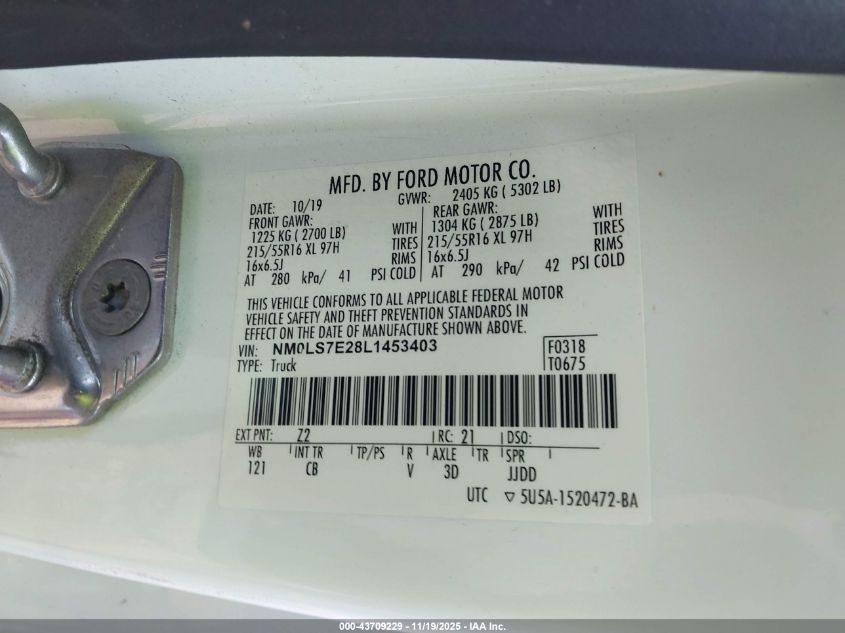 MFD. BY FORD MOTOR CO.
DATE: 10/19 GVWR: 2405 KG ( 5302 LB)
FRONT GAWR: REAR GAWR:
1225 KG ( 2700 LB) WITH 1304 KG ( 2875 LB) WITH
215/55R16 XL 97H TIRES 215/55R16 XL 97H TIRES
16x6.5J RIMS 16x6.5J RIMS
AT 280 kPa/ 41 PSI COLD AT 290 kPa/ 42 PSI COLD
THIS VEHICLE CONFORMS TO ALL APPLICABLE FEDERAL MOTOR
VEHICLE SAFETY AND THEFT PREVENTION STANDARDS IN
EFFECT ON THE DATE OF MANUFACTURE SHOWN ABOVE.
VIN: NM0LS7E28L1453403 F0318
TYPE: Truck T0675
EXT PNT: Z2 RC: 21 DSO:
WB INT TR TP/PS R AXLE TR SPR
121 CB V 3D JJDD
UTC ▽ 5U5A-1520472-BA
000-43709229 - 11/19/2025 - IAA Inc.